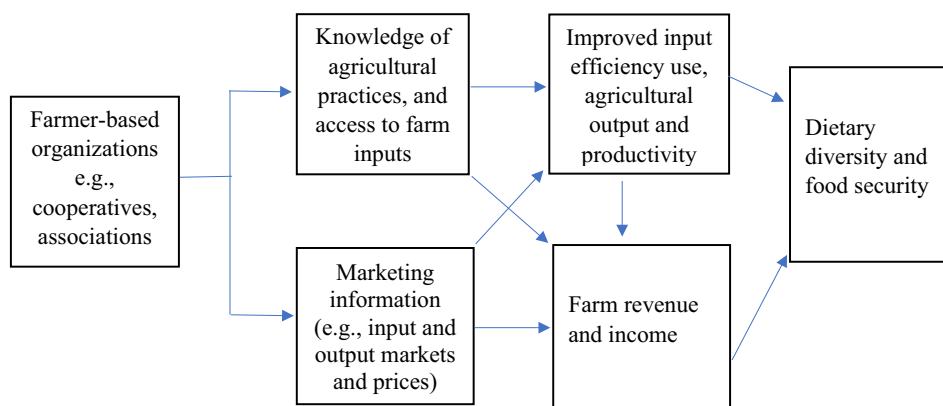 Farmer-based
organizations
e.g.,
cooperatives,
associations
Knowledge of
agricultural
practices, and
access to farm
inputs
Marketing
information
(e.g., input and
output markets
and prices)
Improved input
efficiency use,
agricultural
output and
productivity
Farm revenue
and income
Dietary
diversity and
food security